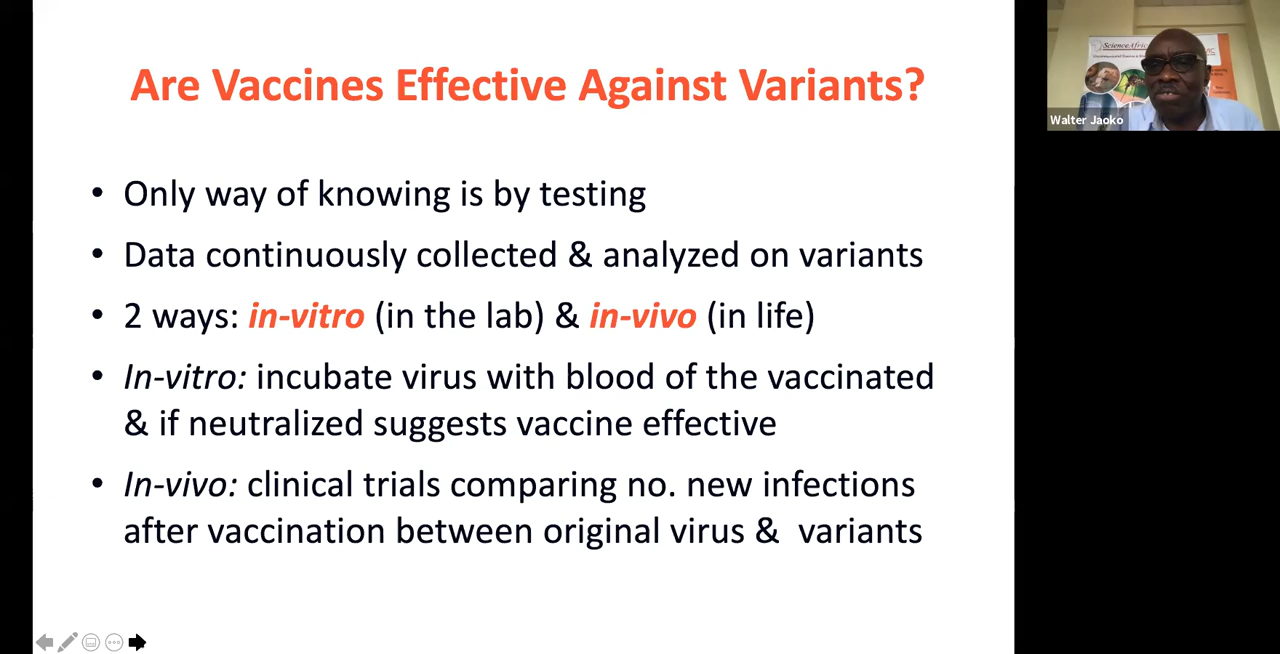 Are Vaccines Effective Against Variants?
• Only way of knowing is by testing
• Data continuously collected & analyzed on variants
• 2 ways: in-vitro (in the lab) & in-vivo (in life)
• In-vitro: incubate virus with blood of the vaccinated
& if neutralized suggests vaccine effective
• In-vivo: clinical trials comparing no. new infections
after vaccination between original virus & variants
ScienceAfric
Walter Jaoko